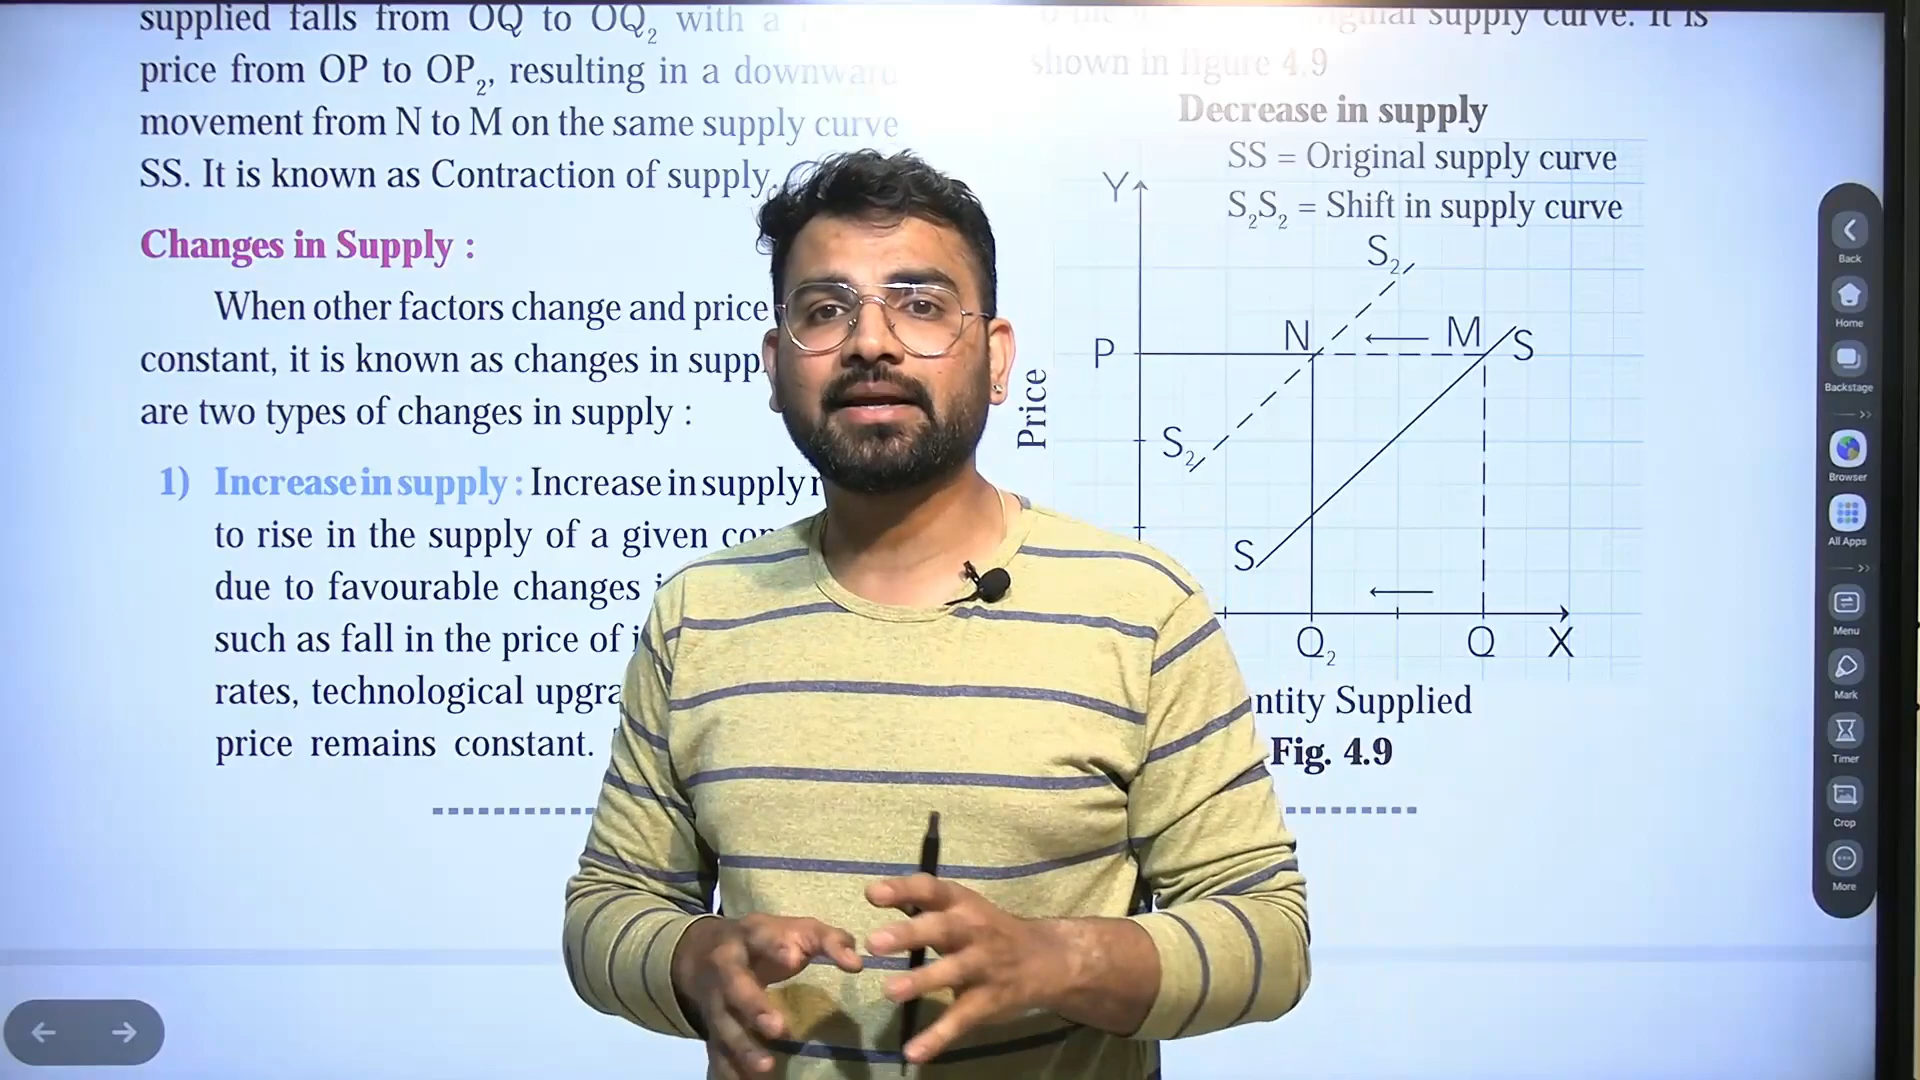 supplied falls from OQ to OQ₂ with a
price from OP to OP₂, resulting in a downward
movement from N to M on the same supply curve
SS. It is known as Contraction of supply.
Changes in Supply :
When other factors change and price
constant, it is known as changes in
are two types of changes in supply :
1) Increase in supply : Increase in supply
to rise in the supply of a given
due to favourable changes
such as fall in the price of
rates, technological
price remains constant.
original supply curve. It is
shown in figure 4.9
Decrease in supply
SS = Original supply curve
S₂S₂ = Shift in supply curve
Y
S₂
P
N
M
S
Price
S₂
S
Q₂
Q
X
Supplied
Fig. 4.9
Back
Home
Backstage
Browser
All Apps
Menu
Mark
Timer
Crop
More